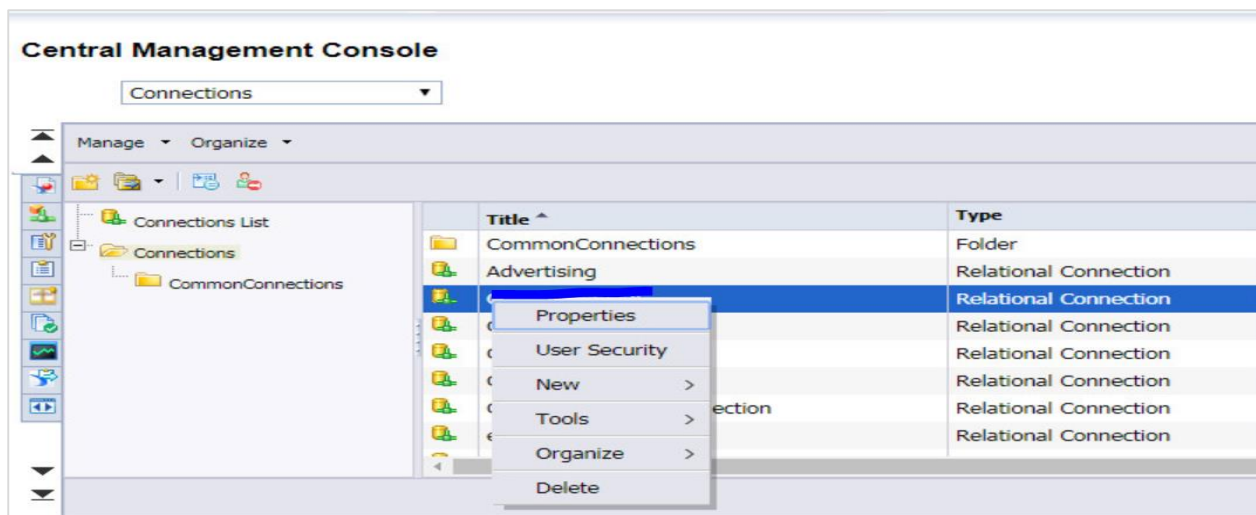 Central Management Console
Connections
Manage Organize
Connections List
Connections
CommonConnections
Title Type
CommonConnections Folder
Advertising Relational Connection
Relational Connection
Relational Connection
Relational Connection
Relational Connection
ection Relational Connection
Relational Connection
Properties
User Security
New >
Tools >
Organize >
Delete